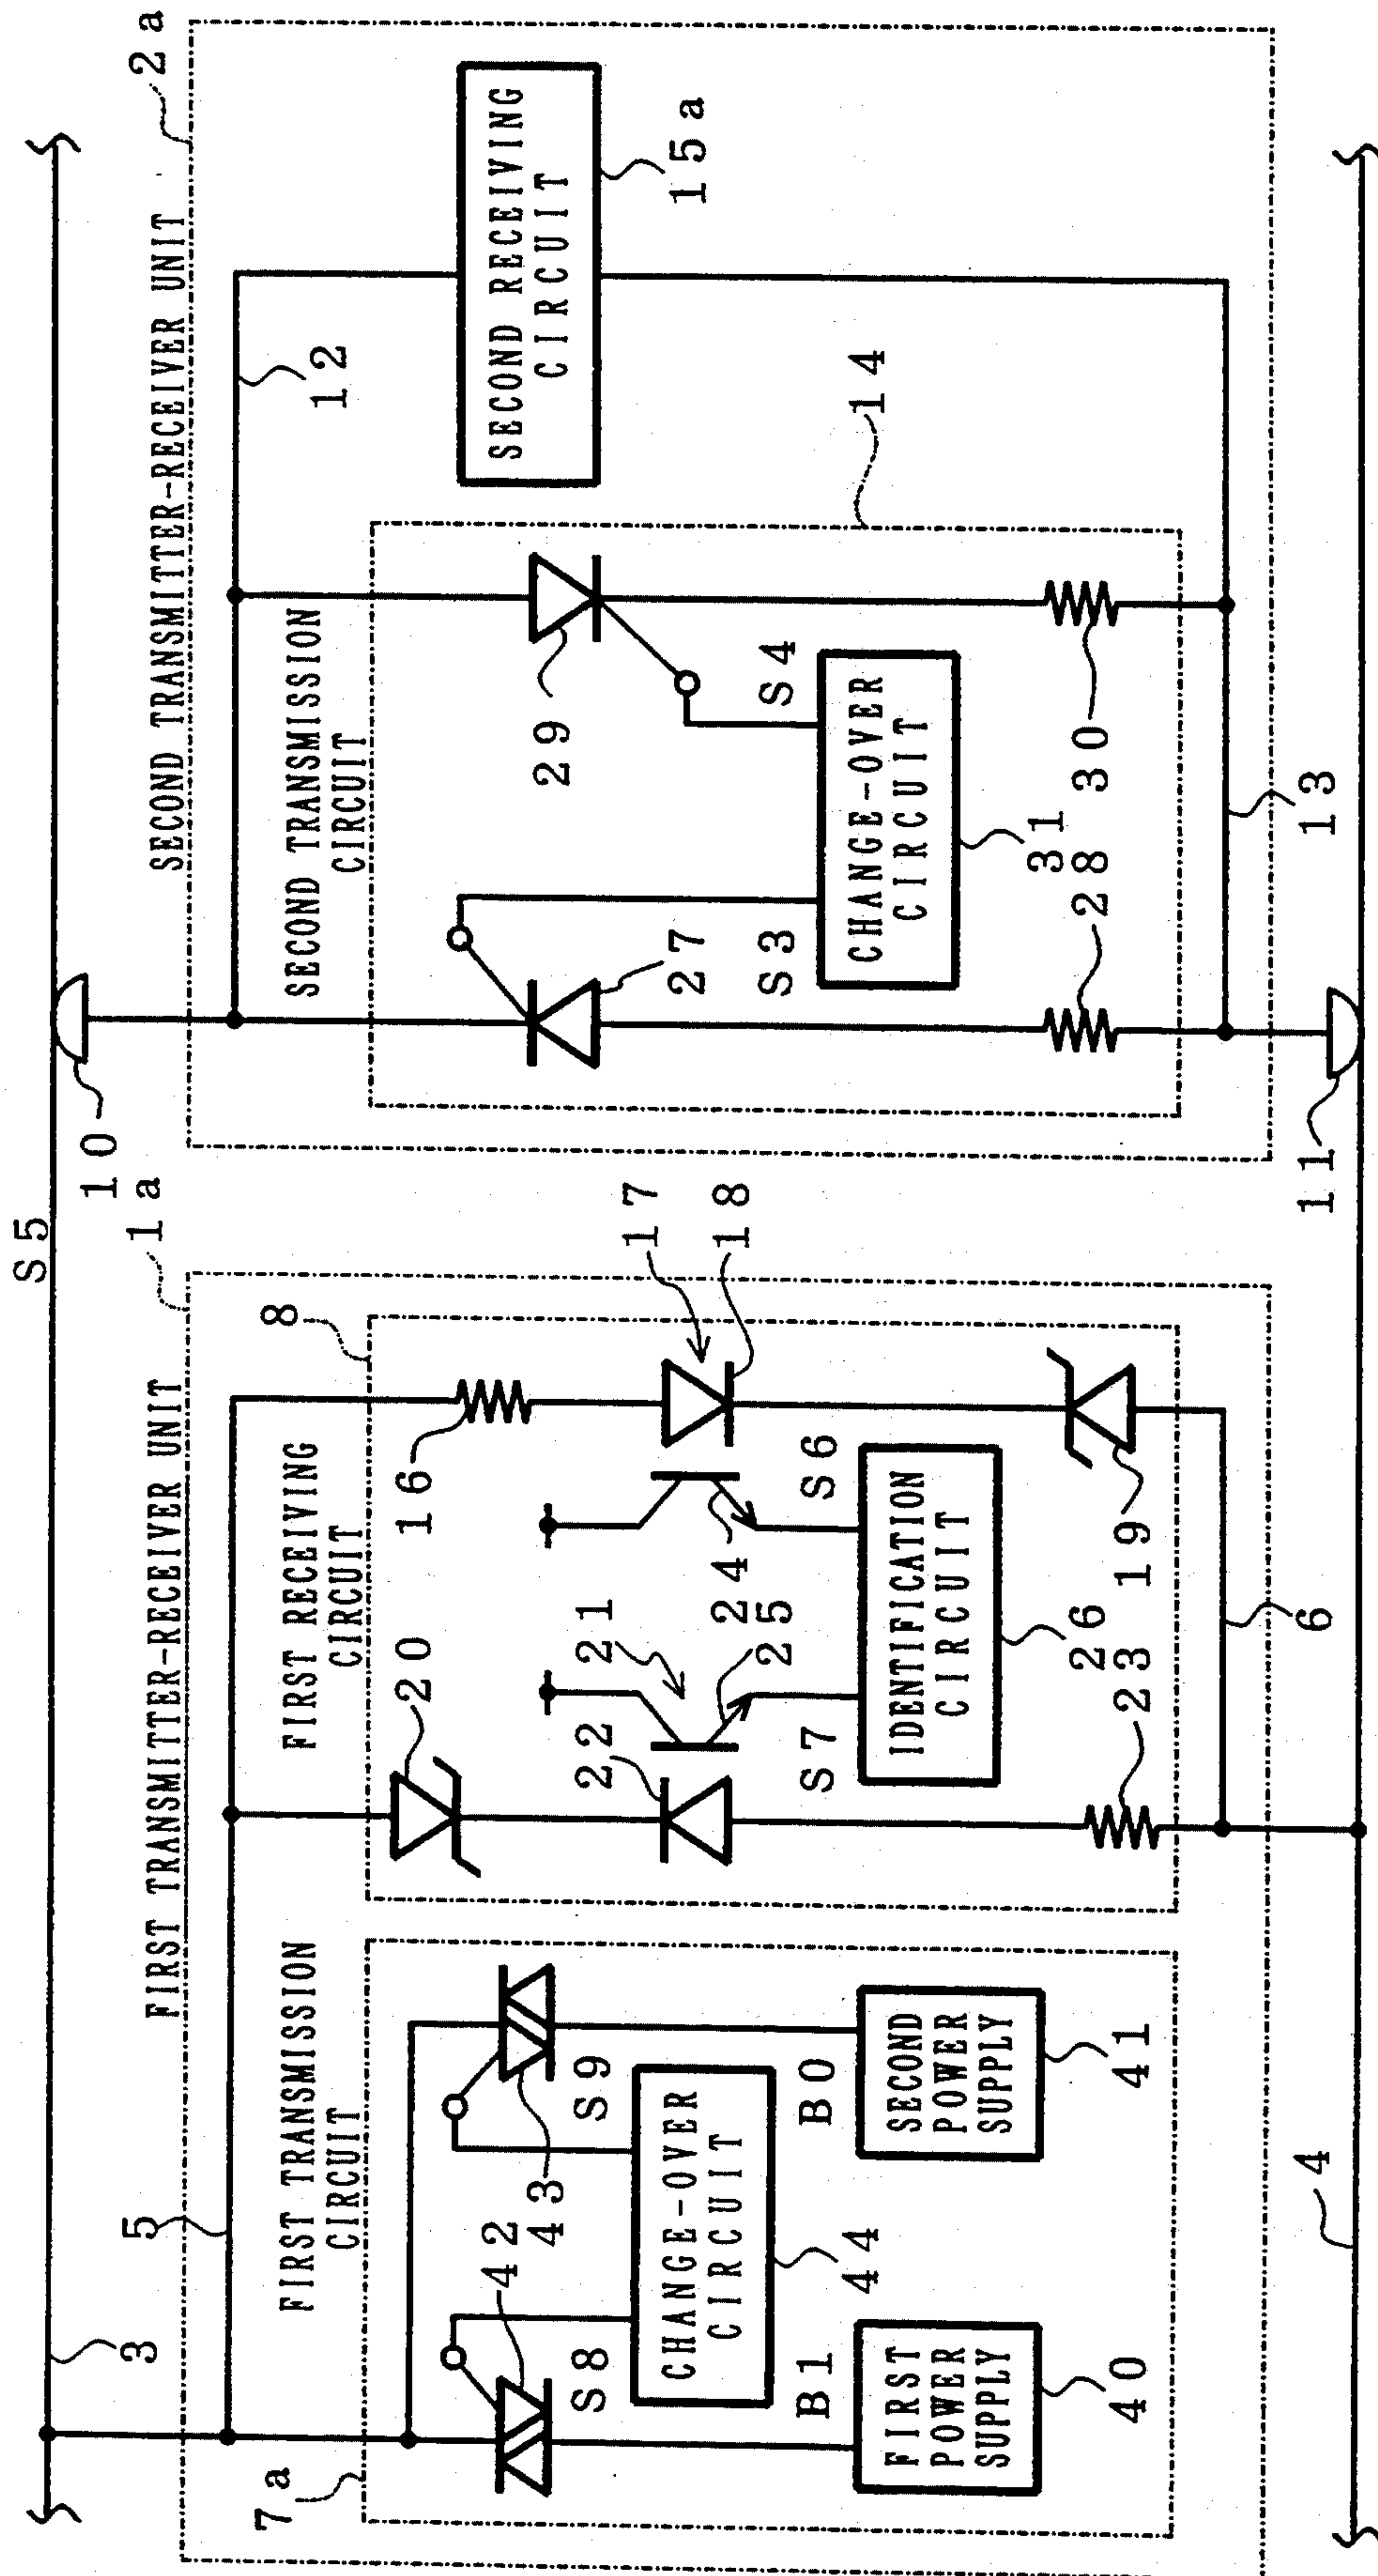 S5
3
10
1a
2a
FIRST TRANSMITTER-RECEIVER UNIT
SECOND TRANSMITTER-RECEIVER UNIT
5
12
7a
FIRST TRANSMISSION
CIRCUIT
FIRST RECEIVING
CIRCUIT
8
SECOND TRANSMISSION
CIRCUIT
20
16
42
43
S8
S9
CHANGE-OVER
CIRCUIT
44
B1
B0
FIRST
POWER
SUPPLY
40
SECOND
POWER
SUPPLY
41
22
21
25
24
17
18
S7
S6
IDENTIFICATION
CIRCUIT
26
23
19
6
4
27
29
S3
S4
CHANGE-OVER
CIRCUIT
31
28
30
14
SECOND RECEIVING
CIRCUIT
15a
13
11